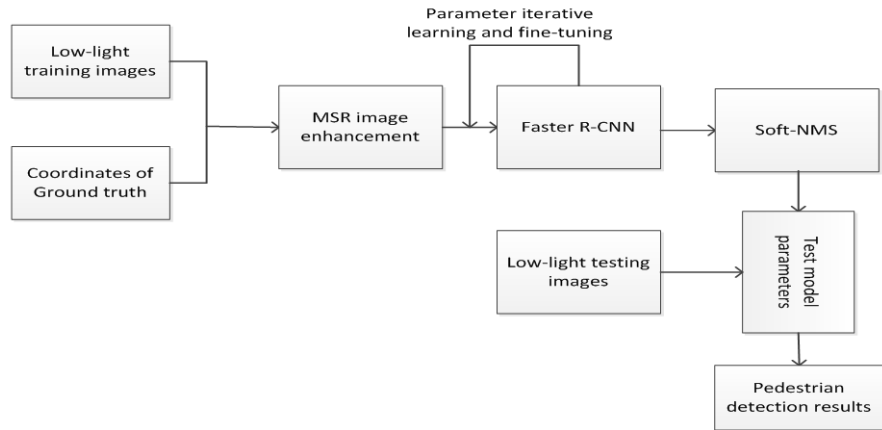 Parameter iterative
learning and fine-tuning
Low-light
training images
MSR image
enhancement
Faster R-CNN
Soft-NMS
Coordinates of
Ground truth
Low-light testing
images
Test model
parameters
Pedestrian
detection results